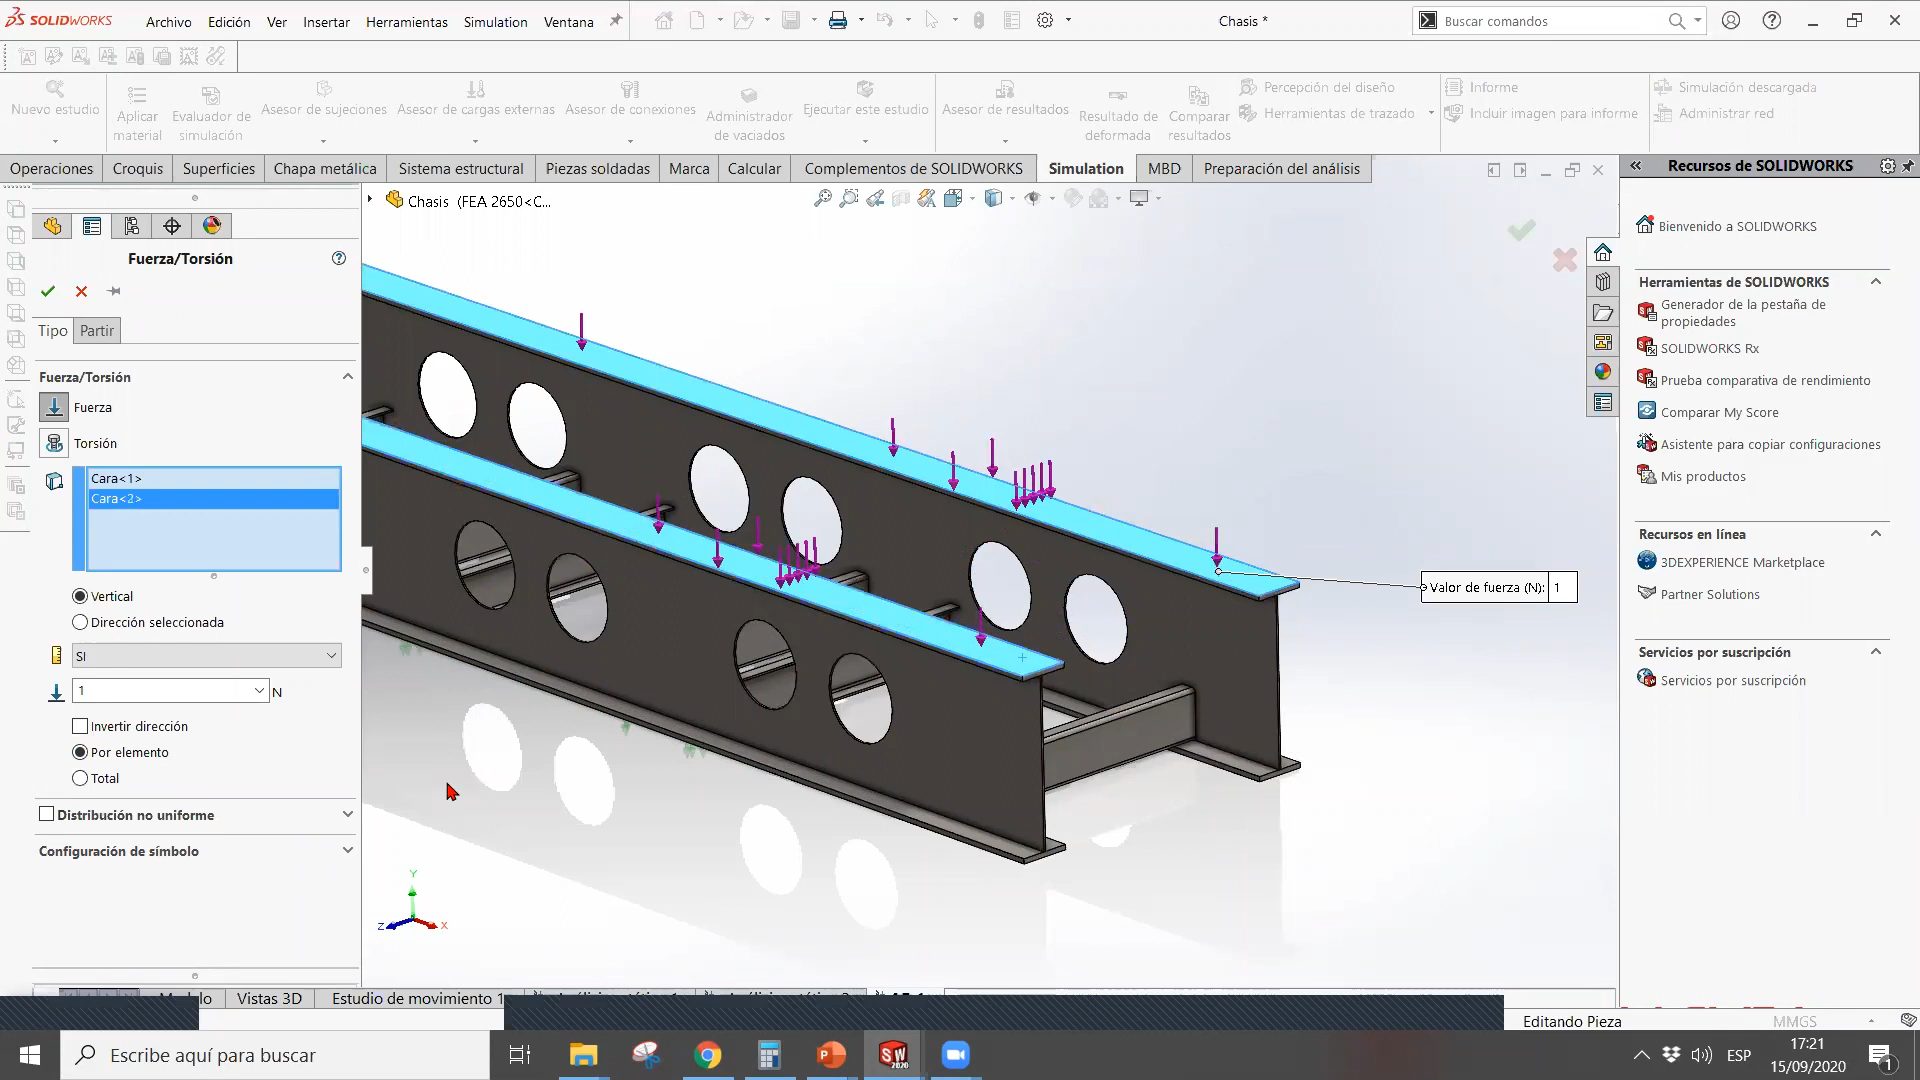 SOLIDWORKS
Archivo Edición Ver Insertar Herramientas Simulation Ventana
Chasis *
Buscar comandos
Nuevo estudio
Aplicar material
Evaluador de simulación
Asesor de sujeciones
Asesor de cargas externas
Asesor de conexiones
Administrador de vaciados
Ejecutar este estudio
Asesor de resultados
Resultado de deformada
Comparar resultados
Percepción del diseño
Herramientas de trazado
Informe
Incluir imagen para informe
Simulación descargada
Administrar red
Operaciones Croquis Superficies Chapa metálica Sistema estructural Piezas soldadas Marca Calcular Complementos de SOLIDWORKS Simulation MBD Preparación del análisis
Recursos de SOLIDWORKS
Chasis (FEA 2650<C...
Fuerza/Torsión
Tipo Partir
Fuerza/Torsión
Fuerza
Torsión
Cara<1>
Cara<2>
Vertical
Dirección seleccionada
SI
1 N
Invertir dirección
Por elemento
Total
Distribución no uniforme
Configuración de símbolo
Valor de fuerza (N): 1
Y
Z X
Bienvenido a SOLIDWORKS
Herramientas de SOLIDWORKS
Generador de la pestaña de
propiedades
SOLIDWORKS Rx
Prueba comparativa de rendimiento
Comparar My Score
Asistente para copiar configuraciones
Mis productos
Recursos en línea
3DEXPERIENCE Marketplace
Partner Solutions
Servicios por suscripción
Servicios por suscripción
Vistas 3D Estudio de movimiento 1
Editando Pieza MMGS
Escribe aquí para buscar
SW
2020
ESP
17:21
15/09/2020
1